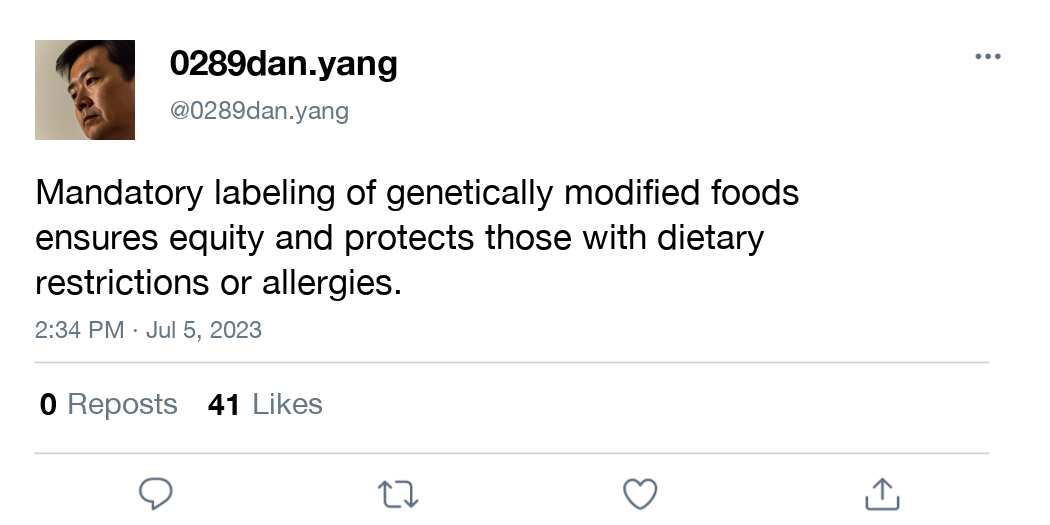 0289dan.yang
@0289dan.yang
Mandatory labeling of genetically modified foods
ensures equity and protects those with dietary
restrictions or allergies.
2:34 PM · Jul 5, 2023
0 Reposts 41 Likes